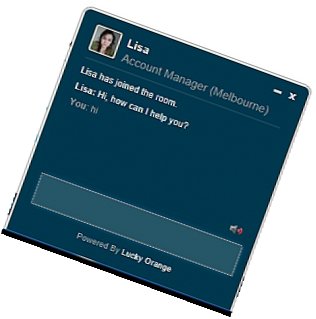 Lisa
Account Manager (Melbourne)
Lisa has joined the room.
Lisa: Hi, how can I help you?
You: hi
Powered By Lucky Orange